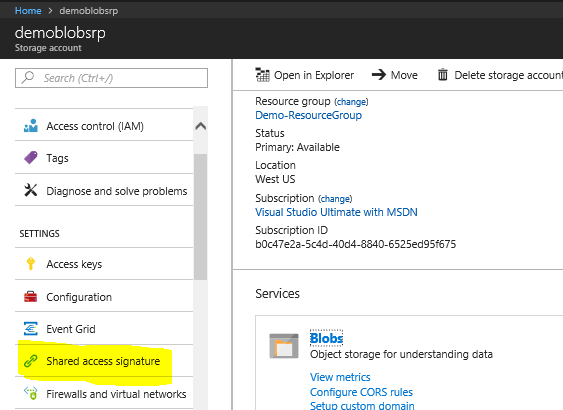 Home > demoblobsrp
demoblobsrp
Storage account
Search (Ctrl+/)
Access control (IAM)
Tags
Diagnose and solve problems
SETTINGS
Access keys
Configuration
Event Grid
Shared access signature
Firewalls and virtual networks
Open in Explorer Move Delete storage account
Resource group (change)
Demo-ResourceGroup
Status
Primary: Available
Location
West US
Subscription (change)
Visual Studio Ultimate with MSDN
Subscription ID
b0c47e2a-5c4d-40d4-8840-6525ed95f675
Services
Blobs
Object storage for understanding data
View metrics
Configure CORS rules
Setup custom domain